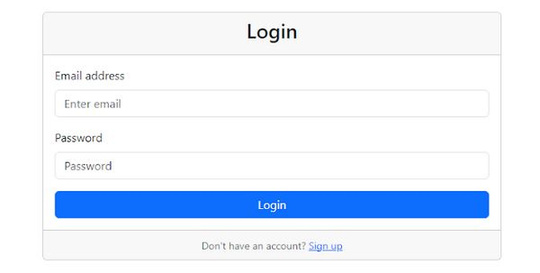 Login
Email address
Enter email
Password
Password
Login
Don't have an account? Sign up